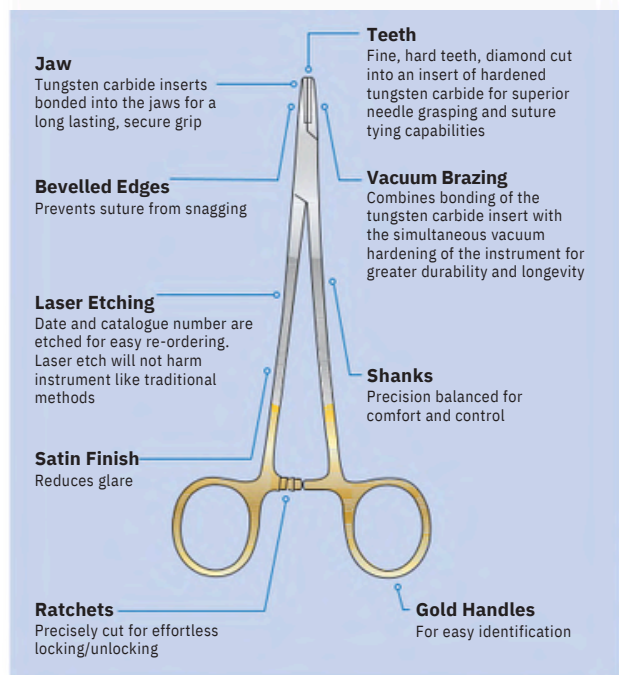 Jaw
Tungsten carbide inserts
bonded into the jaws for a
long lasting, secure grip
Bevelled Edges
Prevents suture from snagging
Laser Etching
Date and catalogue number are
etched for easy re-ordering.
Laser etch will not harm
instrument like traditional
methods
Satin Finish
Reduces glare
Ratchets
Precisely cut for effortless
locking/unlocking
Teeth
Fine, hard teeth, diamond cut
into an insert of hardened
tungsten carbide for superior
needle grasping and suture
tying capabilities
Vacuum Brazing
Combines bonding of the
tungsten carbide insert with
the simultaneous vacuum
hardening of the instrument for
greater durability and longevity
Shanks
Precision balanced for
comfort and control
Gold Handles
For easy identification